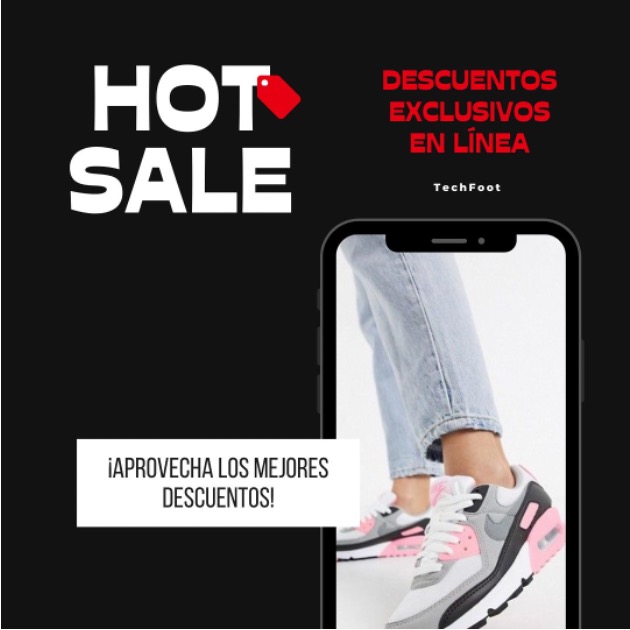 HOT
SALE
DESCUENTOS
EXCLUSIVOS
EN LÍNEA
TechFoot
¡APROVECHA LOS MEJORES
DESCUENTOS!